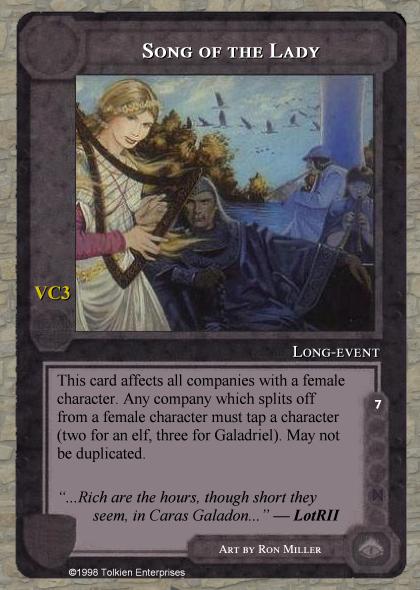 SONG OF THE LADY
VC3
LONG-EVENT
This card affects all companies with a female
character. Any company which splits off
from a female character must tap a character
(two for an elf, three for Galadriel). May not
be duplicated.
7
“...Rich are the hours, though short they
seem, in Caras Galadon...” — LotRII
ART BY RON MILLER
©1998 Tolkien Enterprises